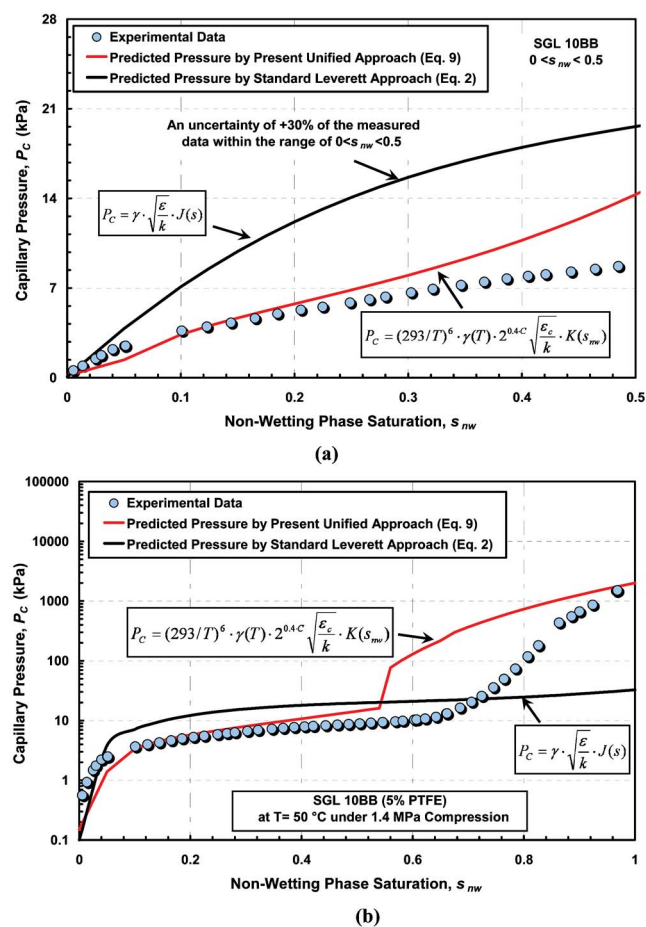 28
21
14
7
0
Capillary Pressure, P_C (kPa)
Experimental Data
Predicted Pressure by Present Unified Approach (Eq. 9)
Predicted Pressure by Standard Leverett Approach (Eq. 2)
SGL 10BB
0 <s_nw < 0.5
An uncertainty of +30% of the measured
data within the range of 0<s_nw <0.5
P_C = γ · √(ε/k) · J(s)
P_C = (293/T)^6 · γ(T) · 2^{0.4·C} √(ε_c/k) · K(s_nw)
0 0.1 0.2 0.3 0.4 0.5
Non-Wetting Phase Saturation, s_nw
(a)
100000
10000
1000
100
10
1
0.1
Capillary Pressure, P_C (kPa)
Experimental Data
Predicted Pressure by Present Unified Approach (Eq. 9)
Predicted Pressure by Standard Leverett Approach (Eq. 2)
P_C = (293/T)^6 · γ(T) · 2^{0.4·C} √(ε_c/k) · K(s_nw)
P_C = γ · √(ε/k) · J(s)
SGL 10BB (5% PTFE)
at T= 50 °C under 1.4 MPa Compression
0 0.2 0.4 0.6 0.8 1
Non-Wetting Phase Saturation, s_nw
(b)